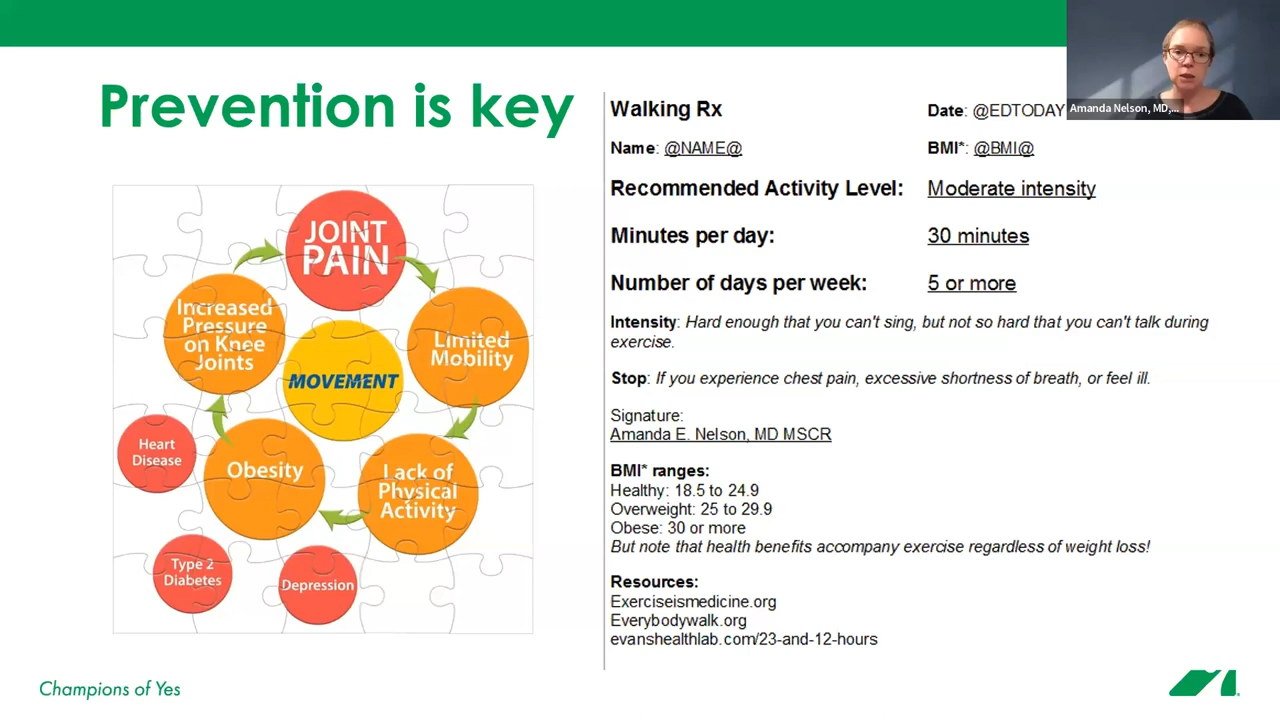 Prevention is key
JOINT
PAIN
Increased
Pressure
on Knee
Joints
Limited
Mobility
MOVEMENT
Heart
Disease
Obesity
Lack of
Physical
Activity
Type 2
Diabetes
Depression
Champions of Yes
Walking Rx
Date: @EDTODAY
Amanda Nelson, MD,...
Name: @NAME@
BMI*: @BMI@
Recommended Activity Level: Moderate intensity
Minutes per day: 30 minutes
Number of days per week: 5 or more
Intensity: Hard enough that you can't sing, but not so hard that you can't talk during
exercise.
Stop: If you experience chest pain, excessive shortness of breath, or feel ill.
Signature:
Amanda E. Nelson, MD MSCR
BMI* ranges:
Healthy: 18.5 to 24.9
Overweight: 25 to 29.9
Obese: 30 or more
But note that health benefits accompany exercise regardless of weight loss!
Resources:
Exerciseismedicine.org
Everybodywalk.org
evanshealthlab.com/23-and-12-hours